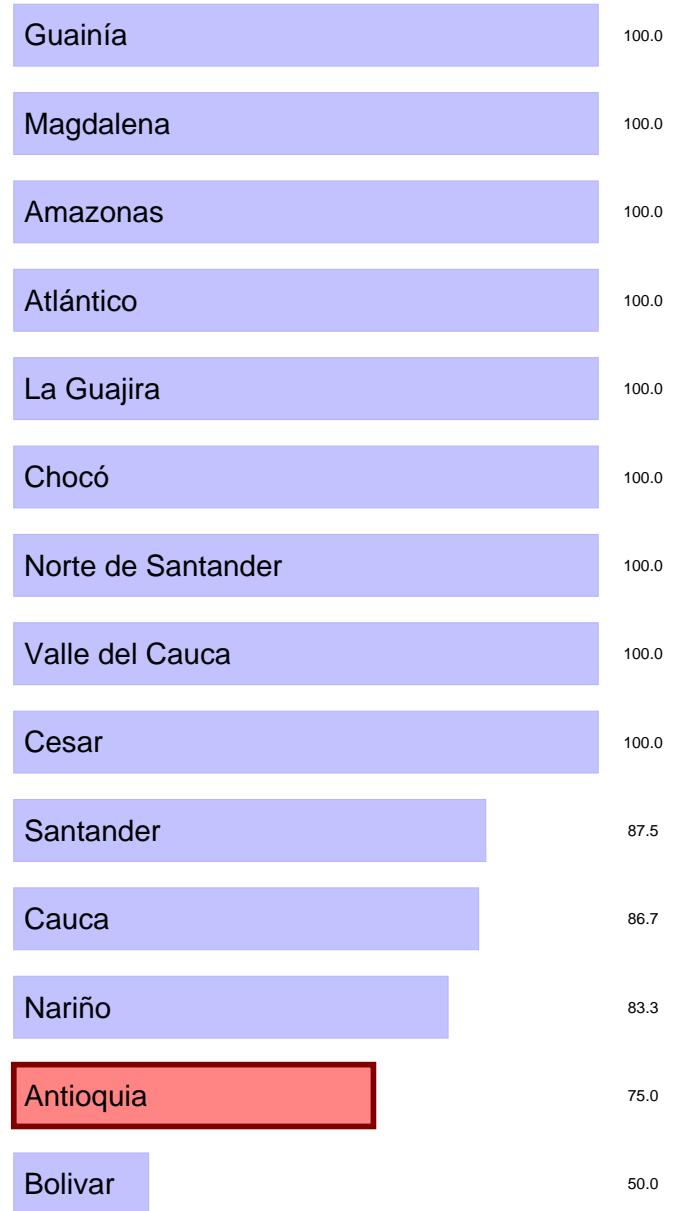 Guainía 100.0
Magdalena 100.0
Amazonas 100.0
Atlántico 100.0
La Guajira 100.0
Chocó 100.0
Norte de Santander 100.0
Valle del Cauca 100.0
Cesar 100.0
Santander 87.5
Cauca 86.7
Nariño 83.3
Antioquia 75.0
Bolivar 50.0